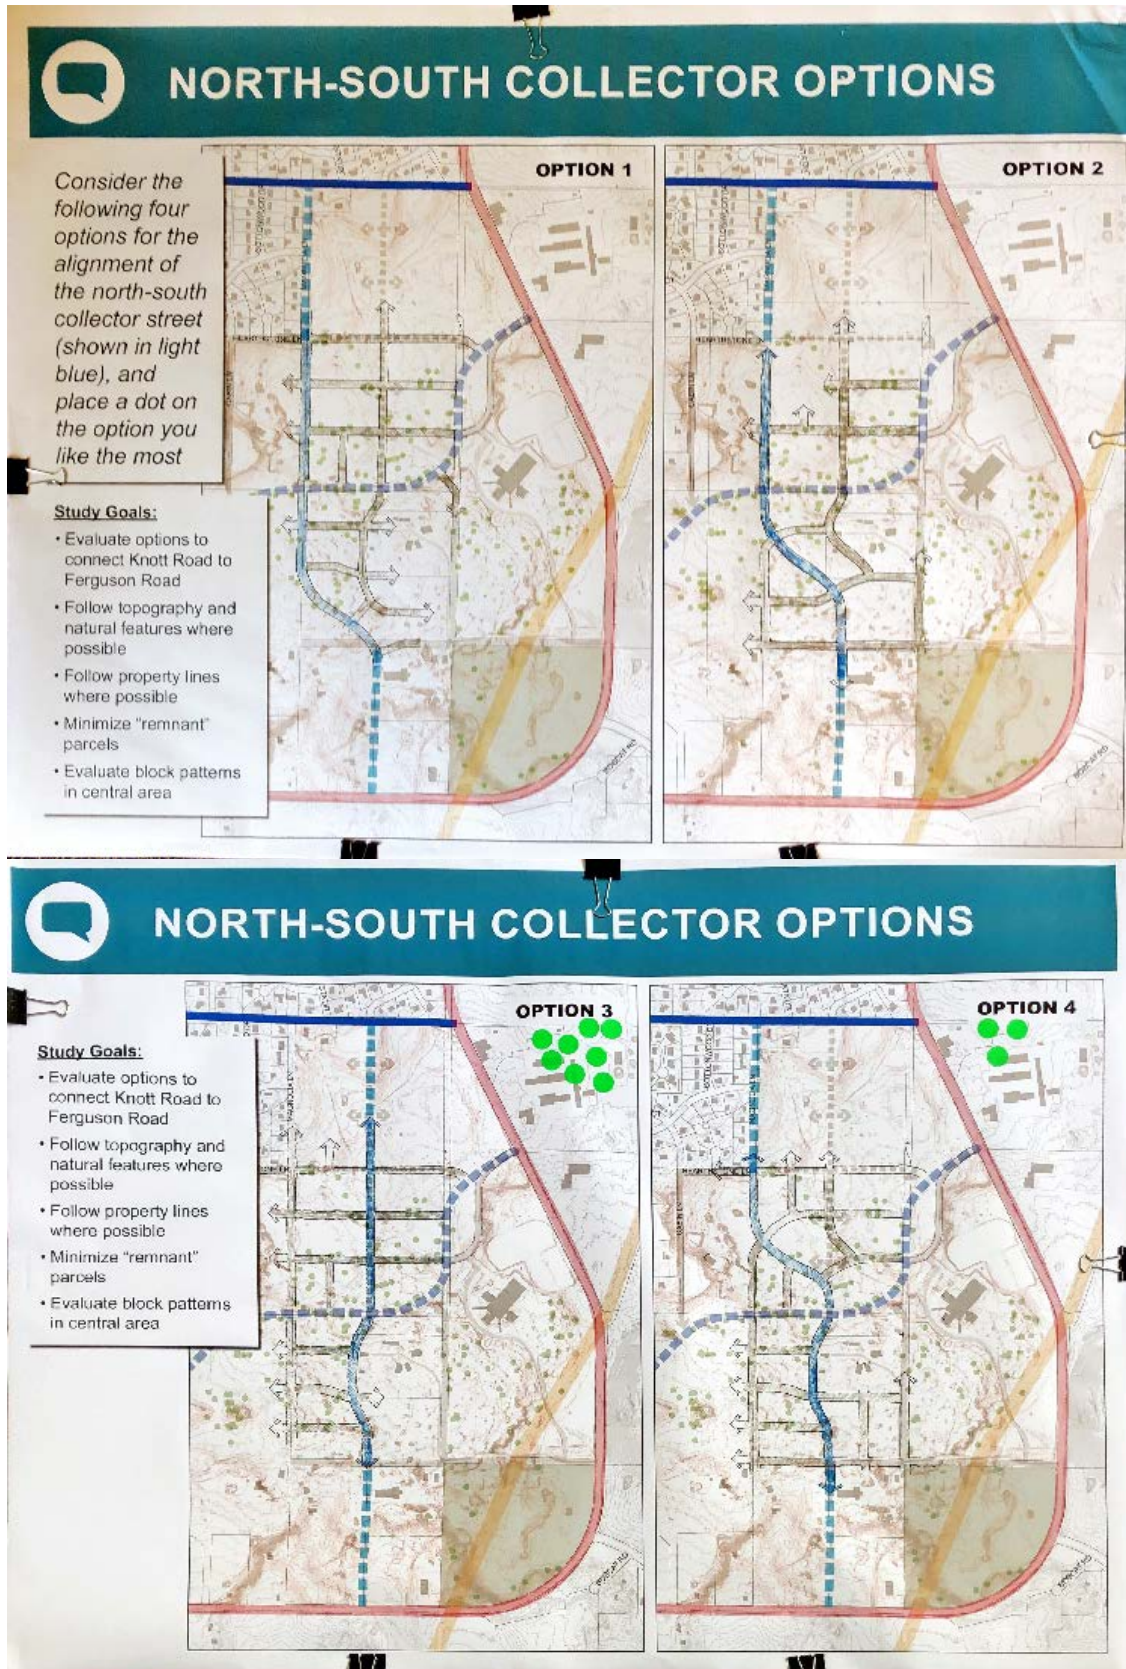 NORTH-SOUTH COLLECTOR OPTIONS
Consider the
following four
options for the
alignment of
the north-south
collector street
(shown in light
blue), and
place a dot on
the option you
like the most
Study Goals:
• Evaluate options to
connect Knott Road to
Ferguson Road
• Follow topography and
natural features where
possible
• Follow property lines
where possible
• Minimize “remnant”
parcels
• Evaluate block patterns
in central area
OPTION 1
OPTION 2
NORTH-SOUTH COLLECTOR OPTIONS
Study Goals:
• Evaluate options to
connect Knott Road to
Ferguson Road
• Follow topography and
natural features where
possible
• Follow property lines
where possible
• Minimize “remnant”
parcels
• Evaluate block patterns
in central area
OPTION 3
MAGNOLIA LN
OPTION 4